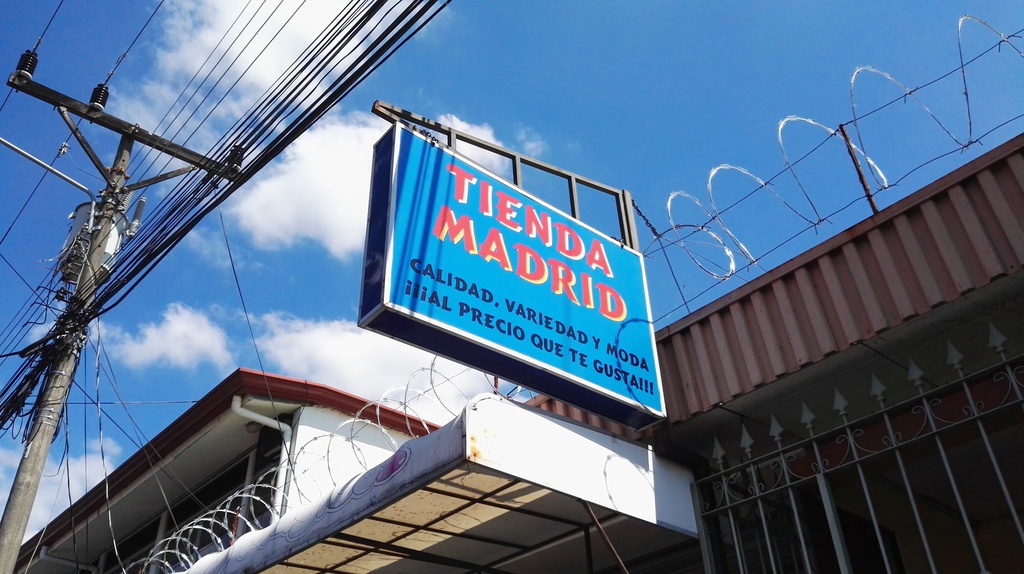 TIENDA
MADRID
CALIDAD, VARIEDAD Y MODA
¡¡¡AL PRECIO QUE TE GUSTA!!!